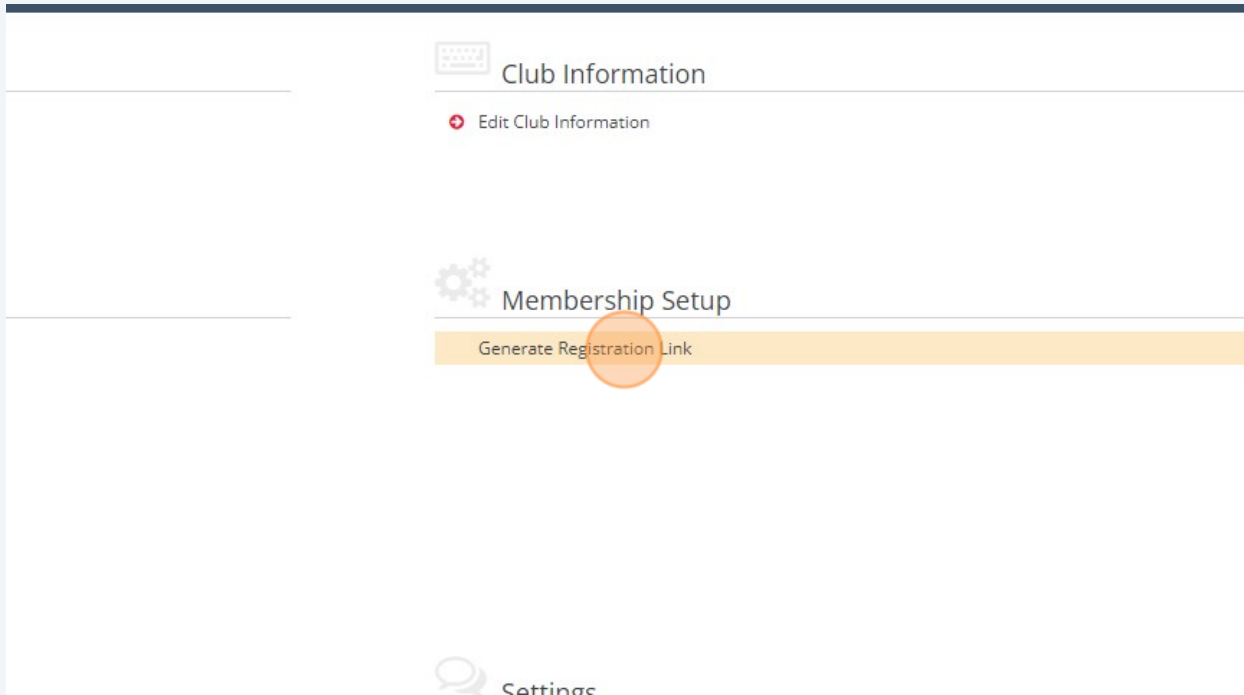 Club Information
Edit Club Information
Membership Setup
Generate Registration Link
Settings